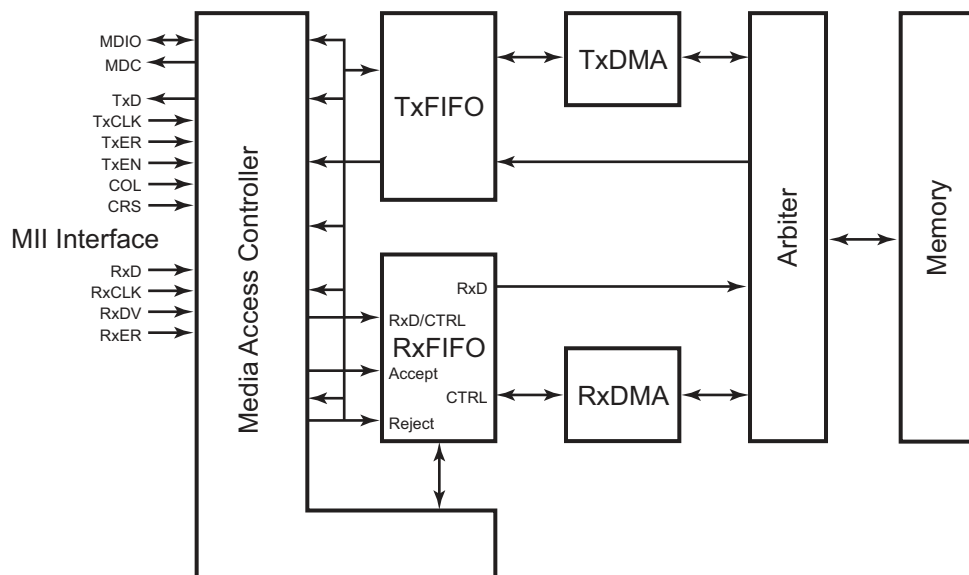 MDIO
MDC
TxD
TxCLK
TxER
TxEN
COL
CRS
MII Interface
RxD
RxCLK
RxDV
RxER
Media Access Controller
TxFIFO
TxDMA
RxD
RxD/CTRL
RxFIFO
Accept
CTRL
Reject
RxDMA
Arbiter
Memory